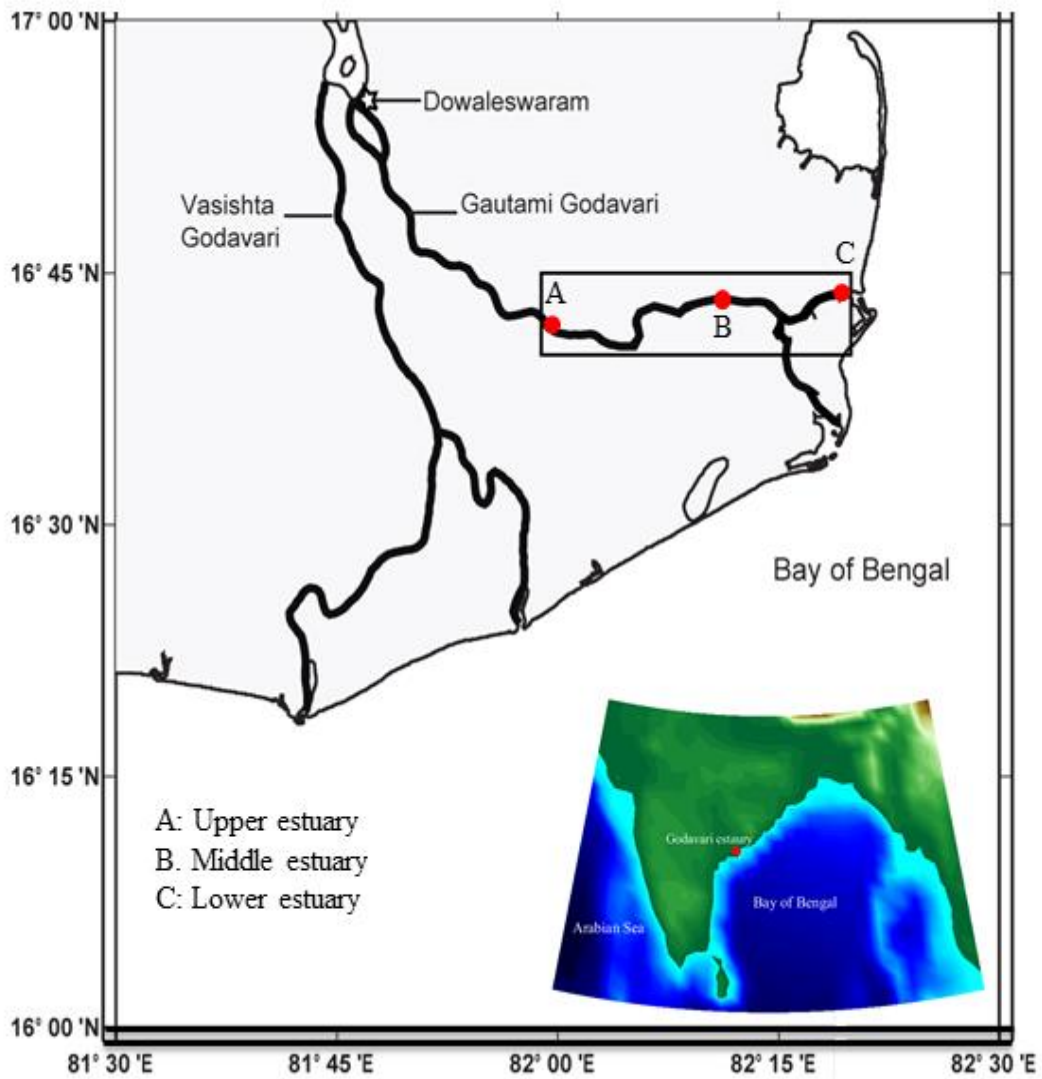 17° 00 'N
Dowaleswaram
Vasishta
Godavari
Gautami Godavari
C
16° 45 'N
A
B
16° 30 'N
Bay of Bengal
16° 15 'N
A: Upper estuary
B. Middle estuary
C: Lower estuary
Godavari estaury
Bay of Bengal
Arabian Sea
16° 00 'N
81° 30 'E
81° 45 'E
82° 00 'E
82° 15 'E
82° 30 'E